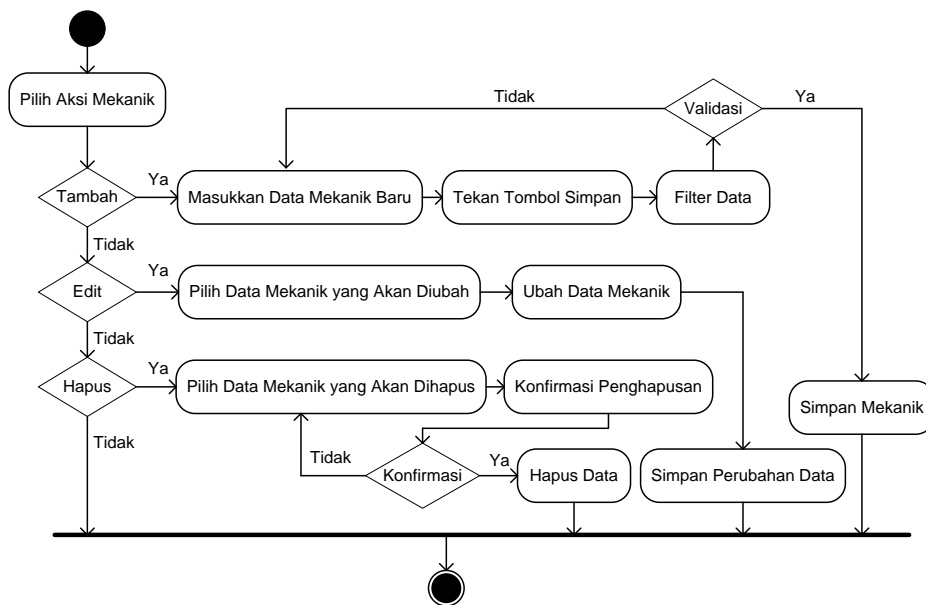 Pilih Aksi Mekanik
Tidak
Validasi
Ya
Tambah
Ya
Masukkan Data Mekanik Baru
Tekan Tombol Simpan
Filter Data
Tidak
Edit
Ya
Pilih Data Mekanik yang Akan Diubah
Ubah Data Mekanik
Tidak
Hapus
Ya
Pilih Data Mekanik yang Akan Dihapus
Konfirmasi Penghapusan
Simpan Mekanik
Tidak
Tidak
Konfirmasi
Ya
Hapus Data
Simpan Perubahan Data